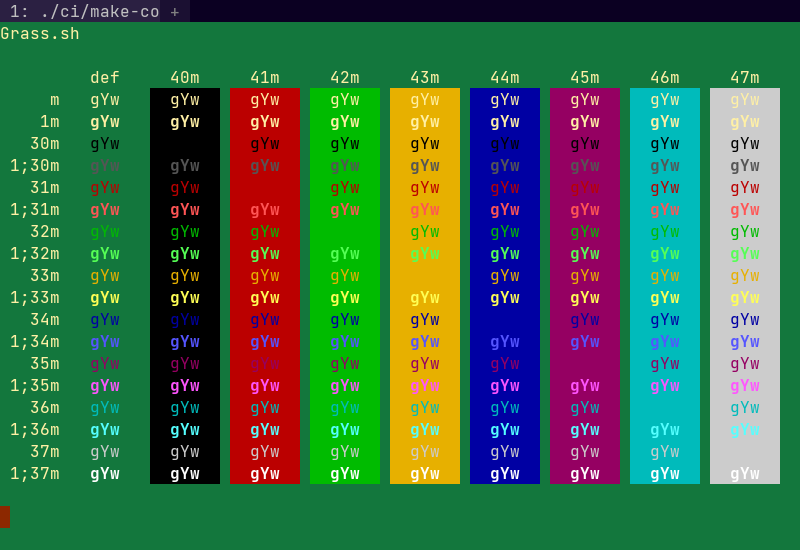 1: ./ci/make-co +
Grass.sh
def 40m 41m 42m 43m 44m 45m 46m 47m
m gYw gYw gYw gYw gYw gYw gYw gYw gYw
1m gYw gYw gYw gYw gYw gYw gYw gYw gYw
30m gYw gYw gYw gYw gYw gYw gYw gYw
1;30m gYw gYw gYw gYw gYw gYw gYw gYw gYw
31m gYw gYw gYw gYw gYw gYw gYw gYw
1;31m gYw gYw gYw gYw gYw gYw gYw gYw gYw
32m gYw gYw gYw gYw gYw gYw gYw gYw
1;32m gYw gYw gYw gYw gYw gYw gYw gYw gYw
33m gYw gYw gYw gYw gYw gYw gYw gYw
1;33m gYw gYw gYw gYw gYw gYw gYw gYw gYw
34m gYw gYw gYw gYw gYw gYw gYw gYw
1;34m gYw gYw gYw gYw gYw gYw gYw gYw gYw
35m gYw gYw gYw gYw gYw gYw gYw gYw
1;35m gYw gYw gYw gYw gYw gYw gYw gYw gYw
36m gYw gYw gYw gYw gYw gYw gYw gYw
1;36m gYw gYw gYw gYw gYw gYw gYw gYw gYw
37m gYw gYw gYw gYw gYw gYw gYw gYw
1;37m gYw gYw gYw gYw gYw gYw gYw gYw gYw